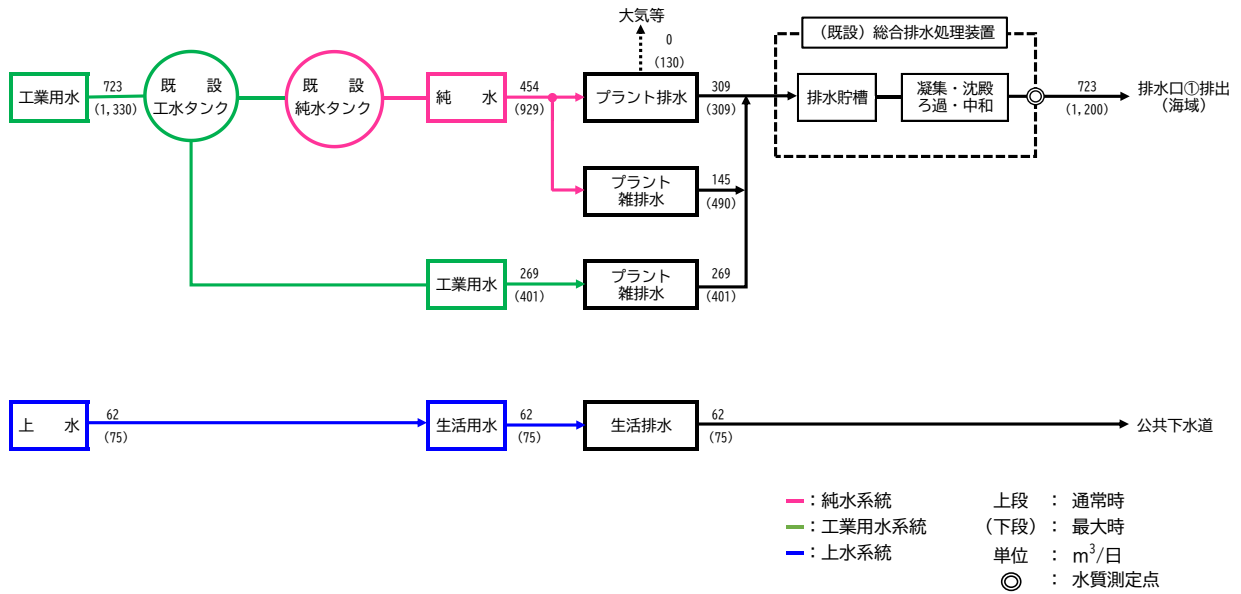 大気等
0
(130)
（既設）総合排水処理装置
工業用水
723
(1,330)
既　設
工水タンク
既　設
純水タンク
純　水
454
(929)
プラント排水
309
(309)
排水貯槽
凝集・沈殿
ろ過・中和
723
(1,200)
排水口①排出
（海域）
プラント
雑排水
145
(490)
工業用水
269
(401)
プラント
雑排水
269
(401)
上　水
62
(75)
生活用水
62
(75)
生活排水
62
(75)
公共下水道
：純水系統
：工業用水系統
：上水系統
上段　：　通常時
（下段）：　最大時
単位　：　m³/日
◎　：　水質測定点